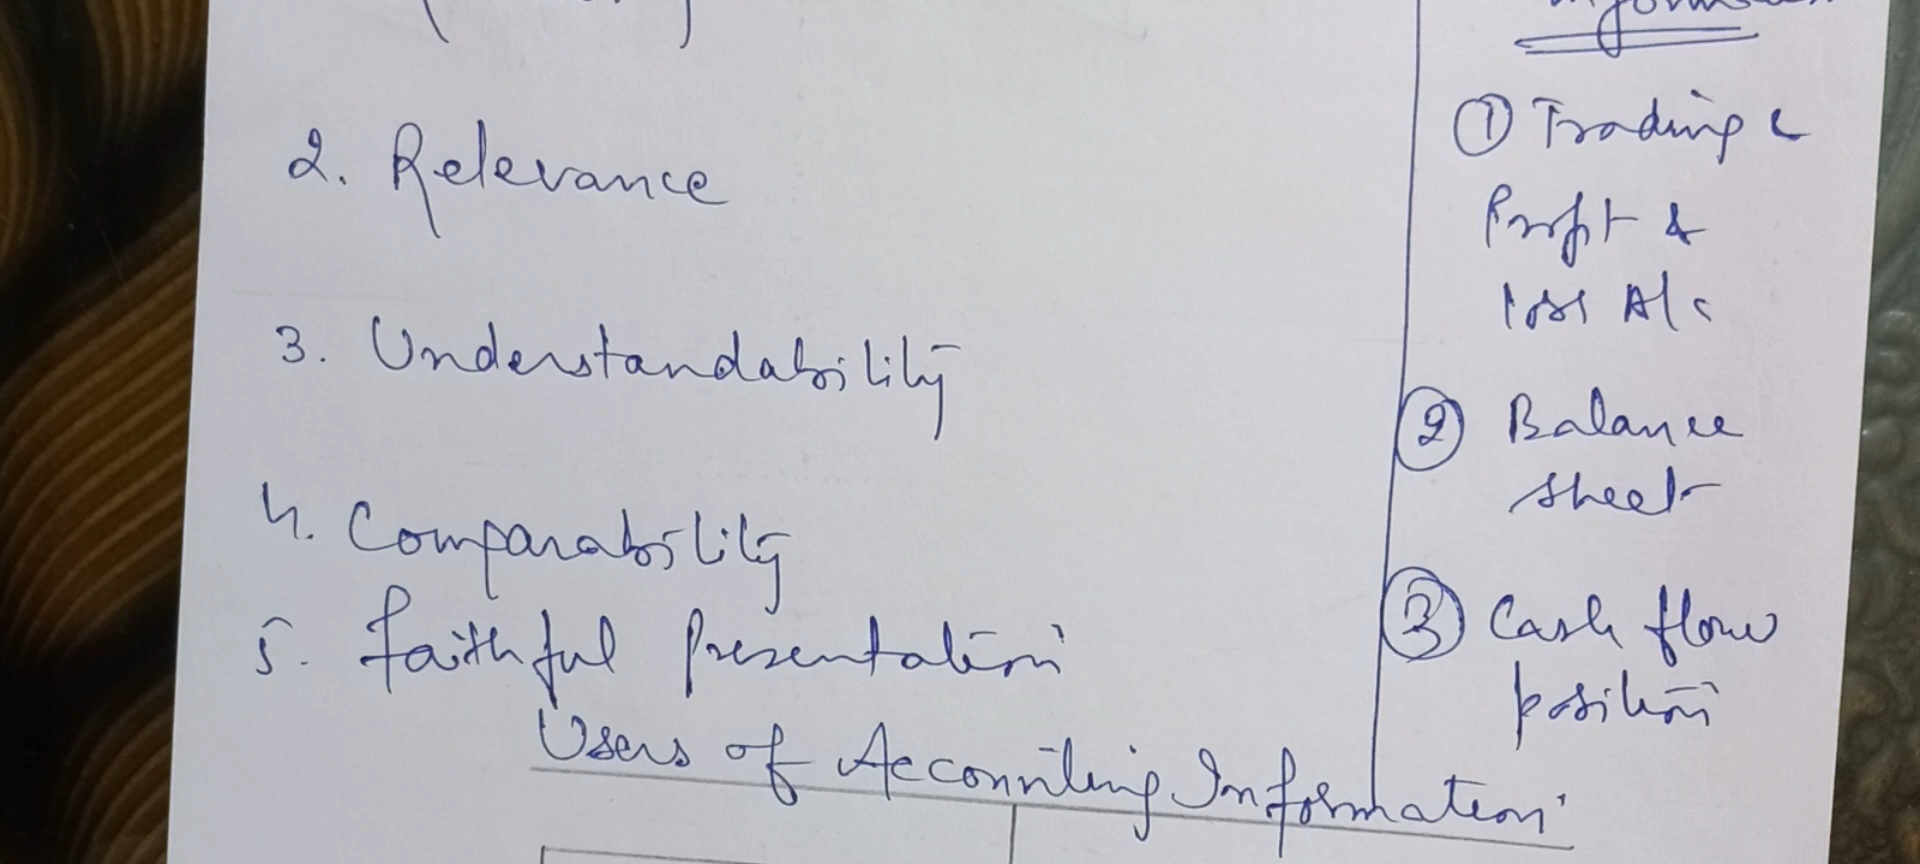 2. Relevance
3. Understandability
4. Comparability
5. faithful Presentation
Users of Accounting Information
① Trading &
Profit &
loss A/c
② Balance
sheet
③ Cash flow
position